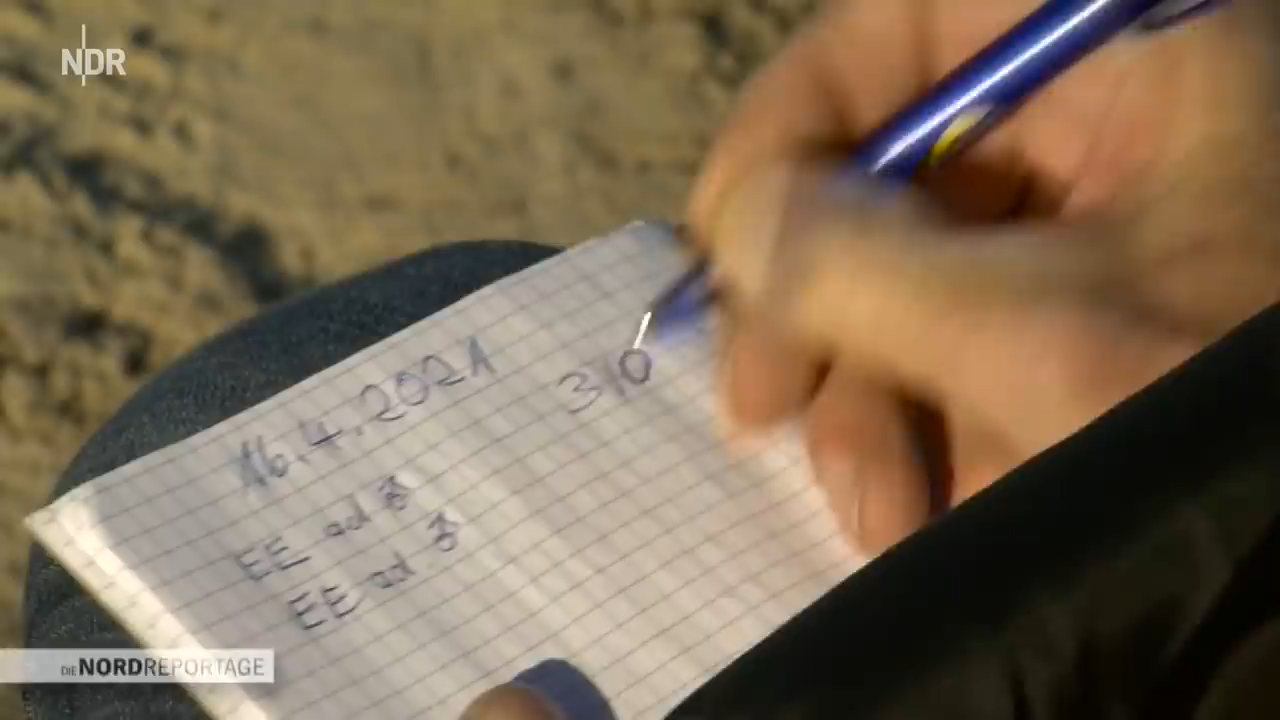 NDR
16.4.2021 310
EE ad ♂
EE ad ♂
DIE NORDREPORTAGE